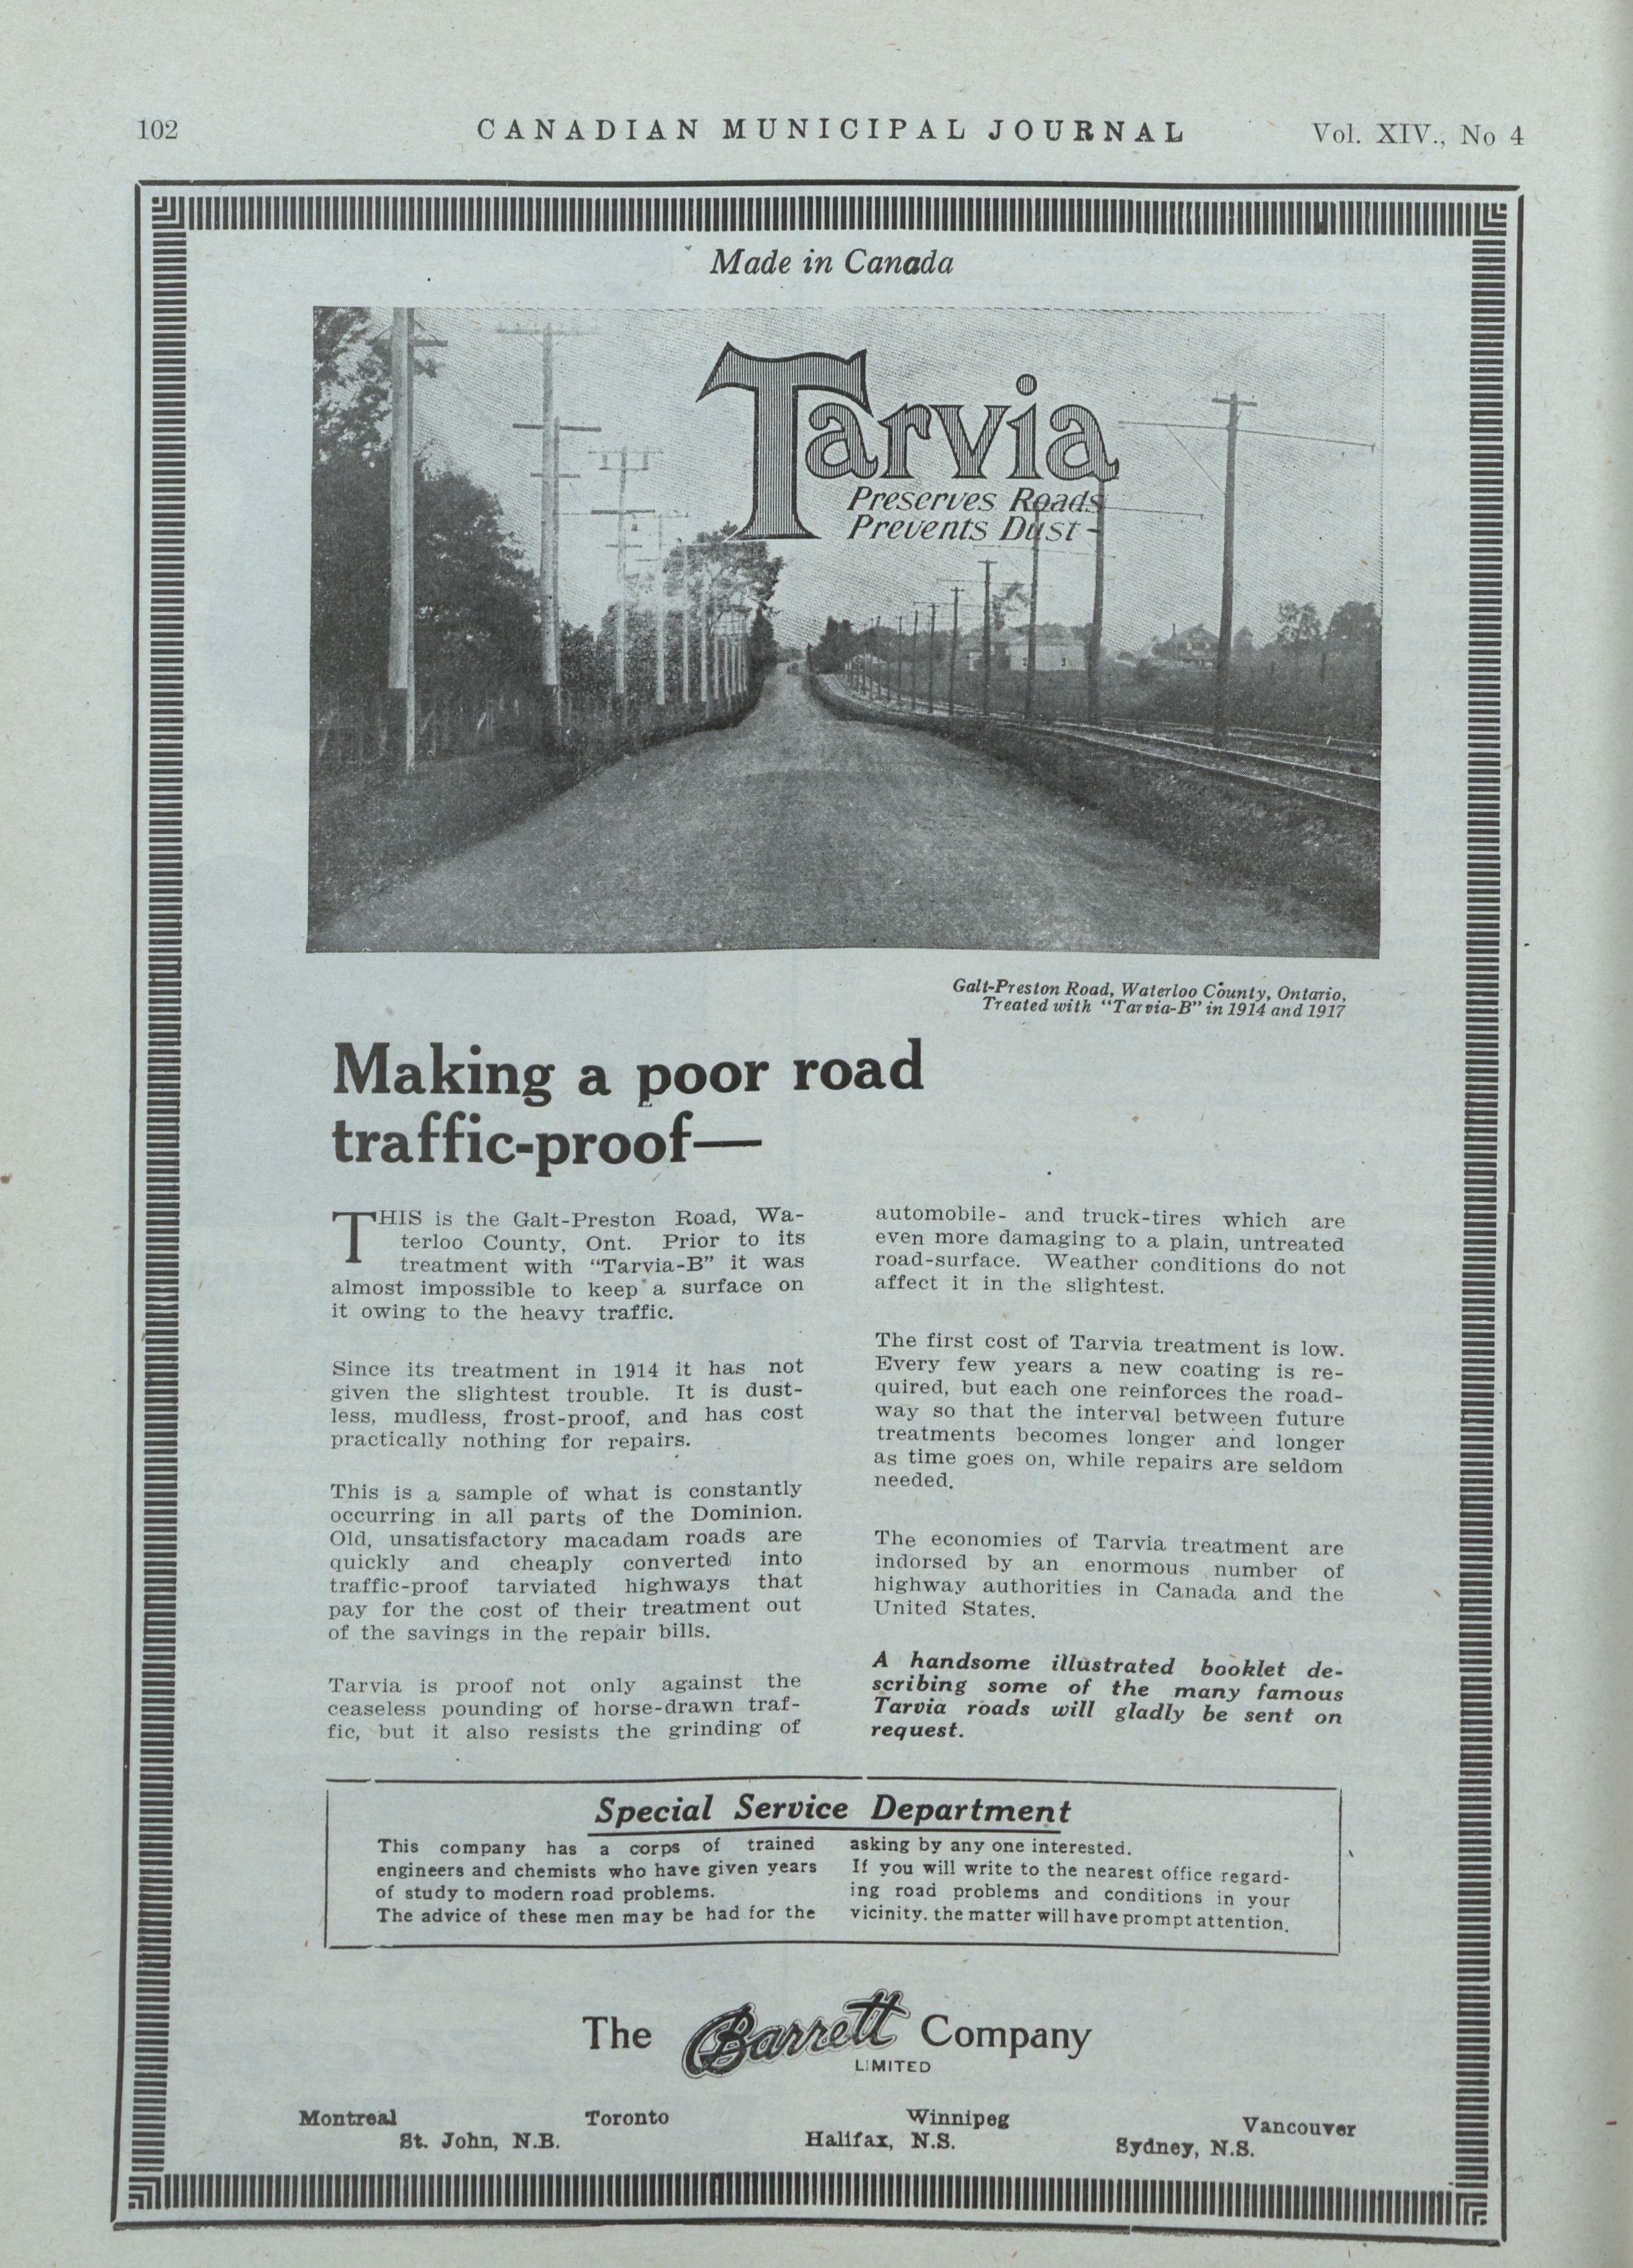 102
CANADIAN MUNICIPAL JOURNAL
Vol. XIV., No 4
Made in Canada
Tarvia
Preserves Roads
Prevents Dust-
Galt-Preston Road, Waterloo County, Ontario,
Treated with "Tarvia-B" in 1914 and 1917
Making a poor road
traffic-proof—
THIS is the Galt-Preston Road, Wa-
terloo County, Ont. Prior to its
treatment with "Tarvia-B" it was
almost impossible to keep a surface on
it owing to the heavy traffic.
Since its treatment in 1914 it has not
given the slightest trouble. It is dust-
less, mudless, frost-proof, and has cost
practically nothing for repairs.
This is a sample of what is constantly
occurring in all parts of the Dominion.
Old, unsatisfactory macadam roads are
quickly and cheaply converted into
traffic-proof tarviated highways that
pay for the cost of their treatment out
of the savings in the repair bills.
Tarvia is proof not only against the
ceaseless pounding of horse-drawn traf-
fic, but it also resists the grinding of
automobile- and truck-tires which are
even more damaging to a plain, untreated
road-surface. Weather conditions do not
affect it in the slightest.
The first cost of Tarvia treatment is low.
Every few years a new coating is re-
quired, but each one reinforces the road-
way so that the interval between future
treatments becomes longer and longer
as time goes on, while repairs are seldom
needed.
The economies of Tarvia treatment are
indorsed by an enormous number of
highway authorities in Canada and the
United States.
A handsome illustrated booklet de-
scribing some of the many famous
Tarvia roads will gladly be sent on
request.
Special Service Department
This company has a corps of trained
engineers and chemists who have given years
of study to modern road problems.
The advice of these men may be had for the
asking by any one interested.
If you will write to the nearest office regard-
ing road problems and conditions in your
vicinity. the matter will have prompt attention.
The Barrett Company
LIMITED
Montreal Toronto Winnipeg Vancouver
St. John, N.B. Halifax, N.S. Sydney, N.S.